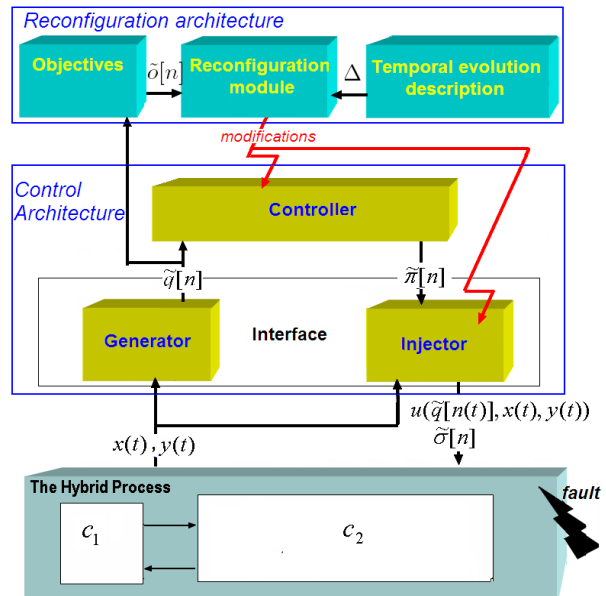 Reconfiguration architecture
Objectives
õ[n]
Reconfiguration
module
Δ
Temporal evolution
description
modifications
Control
Architecture
Controller
q̃[n]
π̃[n]
Generator
Interface
Injector
x(t), y(t)
u(q̃[n(t)], x(t), y(t))
σ̃[n]
The Hybrid Process
fault
c₁
c₂